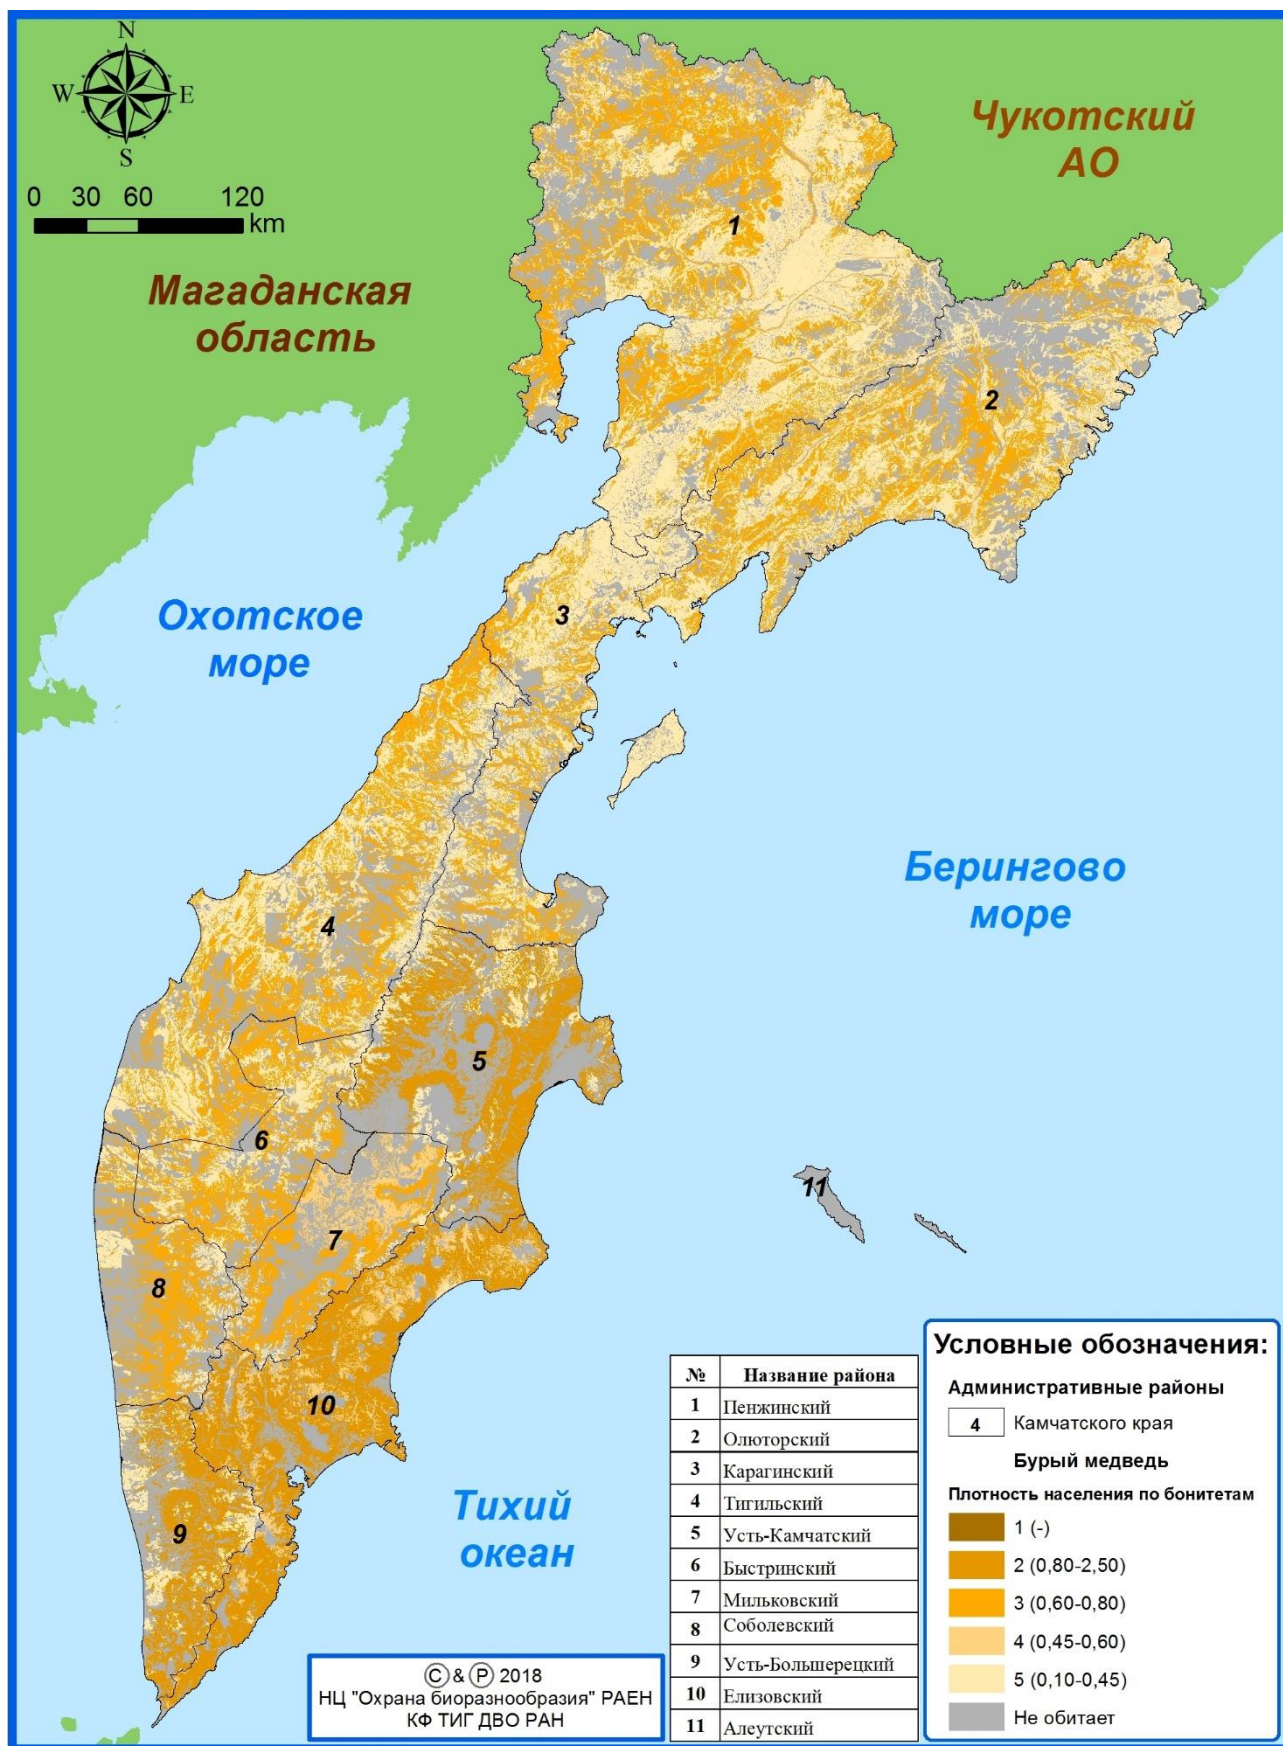 N
W
E
S
0 30 60 120
km
Чукотский
АО
Магаданская
область
Охотское
море
Берингово
море
Тихий
океан
1
2
3
4
5
6
7
8
9
10
11
№ Название района
1 Пенжинский
2 Олюторский
3 Карагинский
4 Тигильский
5 Усть-Камчатский
6 Быстринский
7 Мильковский
8 Соболевский
9 Усть-Большерецкий
10 Елизовский
11 Алеутский
Условные обозначения:
Административные районы
4 Камчатского края
Бурый медведь
Плотность населения по бонитетам
1 (-)
2 (0,80-2,50)
3 (0,60-0,80)
4 (0,45-0,60)
5 (0,10-0,45)
Не обитает
Ⓒ & Ⓟ 2018
НЦ "Охрана биоразнообразия" РАЕН
КФ ТИГ ДВО РАН